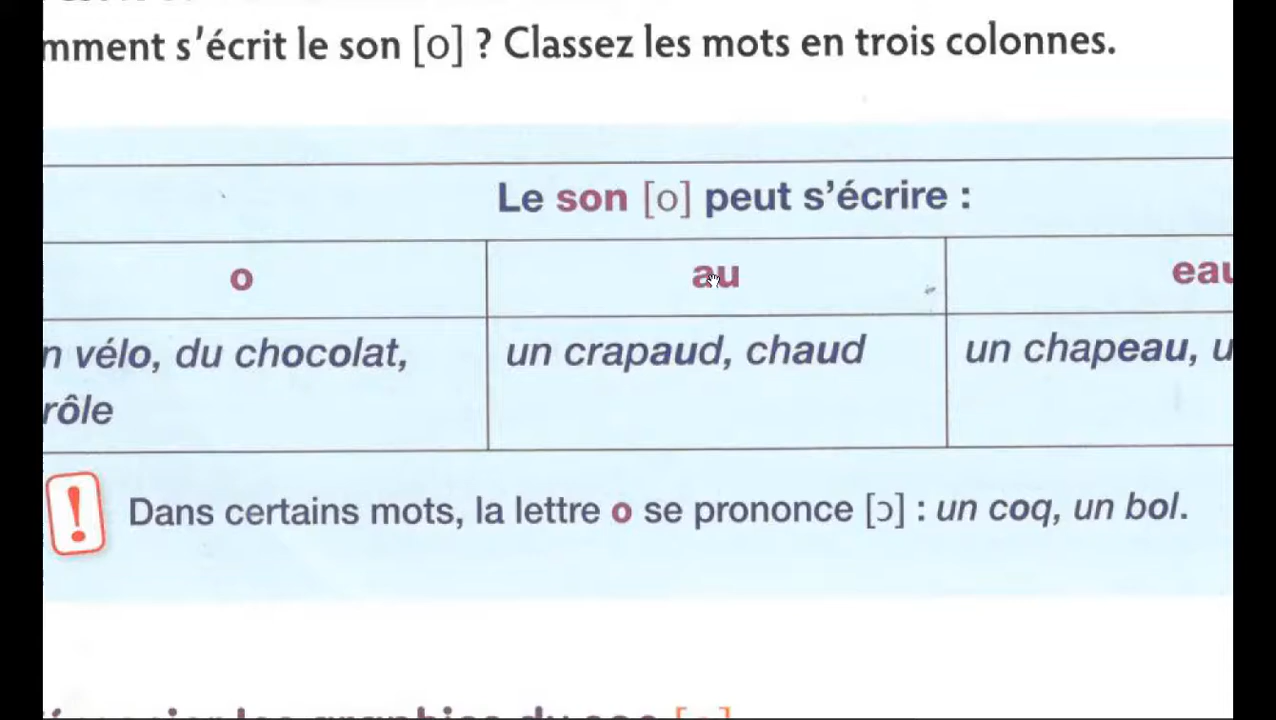 mment s'écrit le son [o] ? Classez les mots en trois colonnes.
Le son [o] peut s'écrire :
o au eau
n vélo, du chocolat, un crapaud, chaud un chapeau, u
rôle
! Dans certains mots, la lettre o se prononce [ɔ] : un coq, un bol.